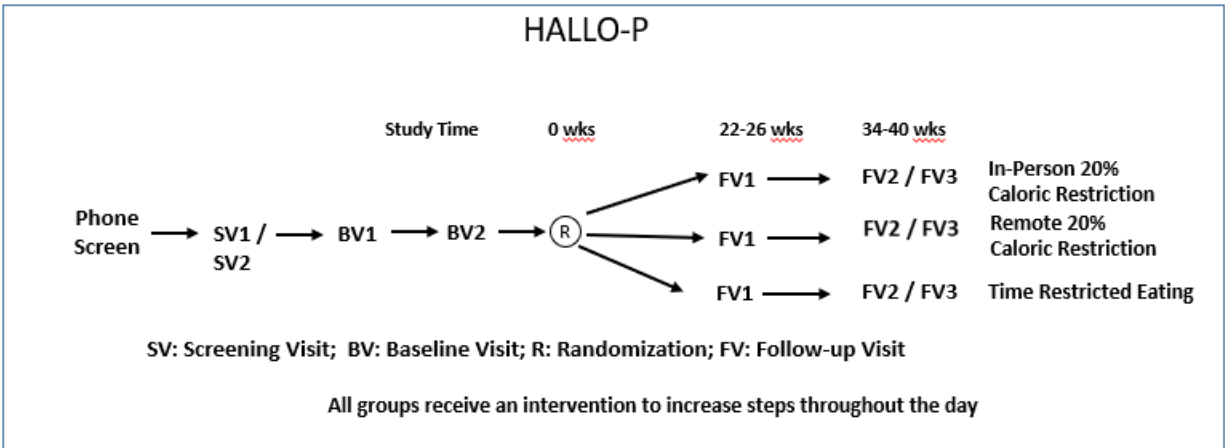 HALLO-P
Study Time 0 wks 22-26 wks 34-40 wks
FV1 FV2 / FV3 In-Person 20%
Caloric Restriction
Phone
Screen
SV1 /
SV2
BV1 BV2 R FV1 FV2 / FV3 Remote 20%
Caloric Restriction
FV1 FV2 / FV3 Time Restricted Eating
SV: Screening Visit; BV: Baseline Visit; R: Randomization; FV: Follow-up Visit
All groups receive an intervention to increase steps throughout the day